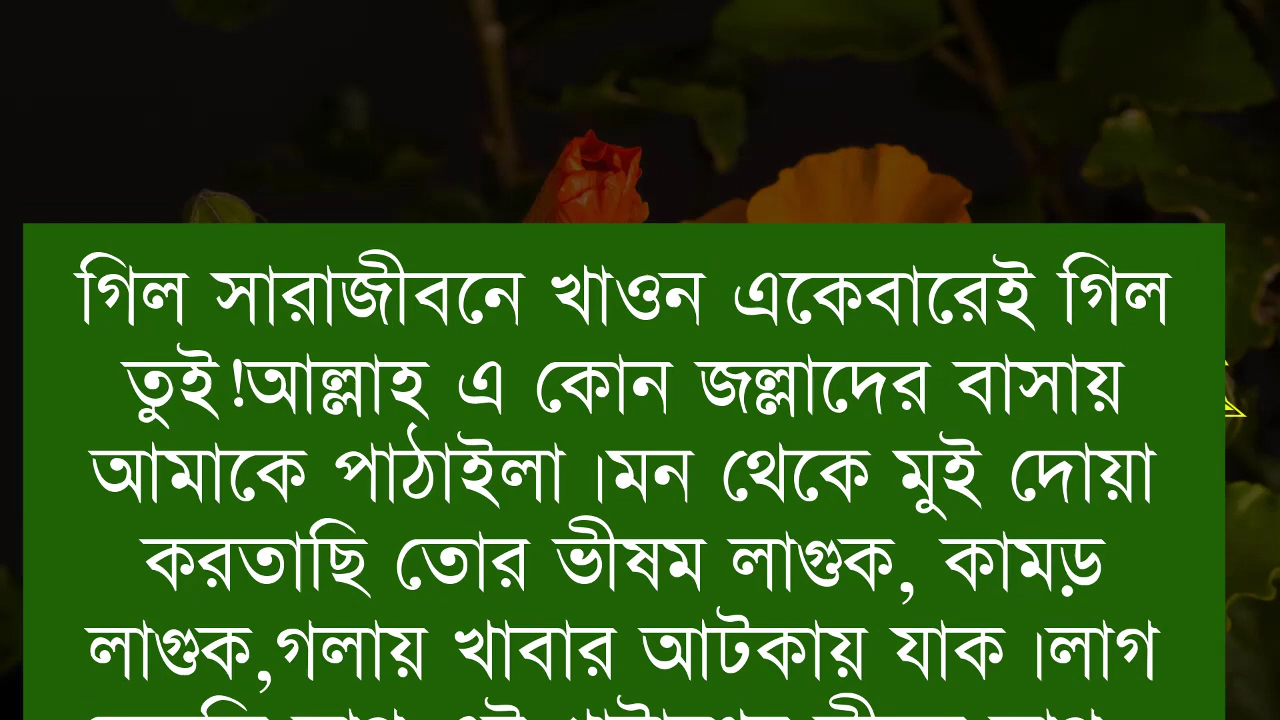 গিল সারাজীবনে খাওন একেবারেই গিল
তুই!আল্লাহ এ কোন জল্লাদের বাসায়
আমাকে পাঠাইলা।মন থেকে মুই দোয়া
করতাছি তোর ভীষম লাগুক, কামড়
লাগুক,গলায় খাবার আটকায় যাক।লাগ